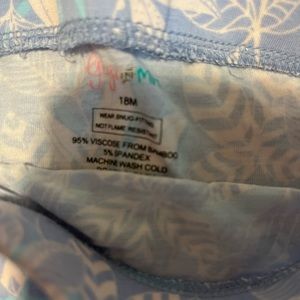 18M
WEAR SNUG-FITTING
NOT FLAME RESISTANT
95% VISCOSE FROM BAMBOO
5% SPANDEX
MACHINE WASH COLD